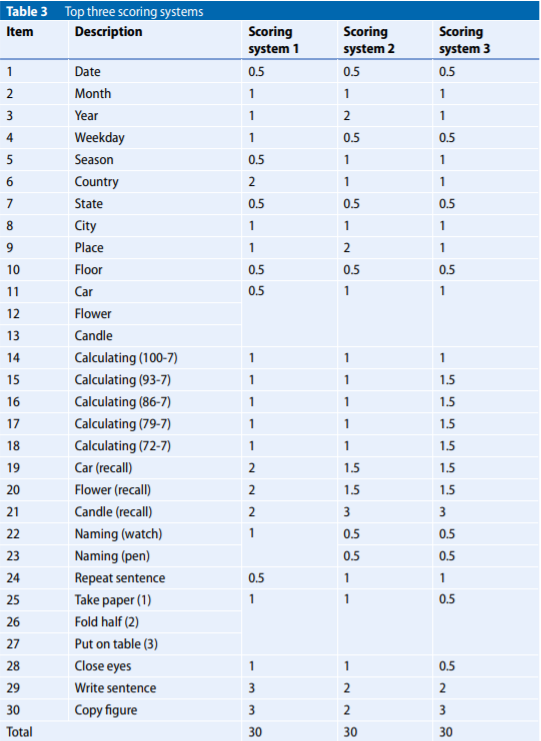 Table 3 Top three scoring systems
Item Description Scoring system 1 Scoring system 2 Scoring system 3
1 Date 0.5 0.5 0.5
2 Month 1 1 1
3 Year 1 2 1
4 Weekday 1 0.5 0.5
5 Season 0.5 1 1
6 Country 2 1 1
7 State 0.5 0.5 0.5
8 City 1 1 1
9 Place 1 2 1
10 Floor 0.5 0.5 0.5
11 Car 0.5 1 1
12 Flower
13 Candle
14 Calculating (100-7) 1 1 1
15 Calculating (93-7) 1 1 1.5
16 Calculating (86-7) 1 1 1.5
17 Calculating (79-7) 1 1 1.5
18 Calculating (72-7) 1 1 1.5
19 Car (recall) 2 1.5 1.5
20 Flower (recall) 2 1.5 1.5
21 Candle (recall) 2 3 3
22 Naming (watch) 1 0.5 0.5
23 Naming (pen) 0.5 0.5
24 Repeat sentence 0.5 1 1
25 Take paper (1) 1 1 0.5
26 Fold half (2)
27 Put on table (3)
28 Close eyes 1 1 0.5
29 Write sentence 3 2 2
30 Copy figure 3 2 3
Total 30 30 30